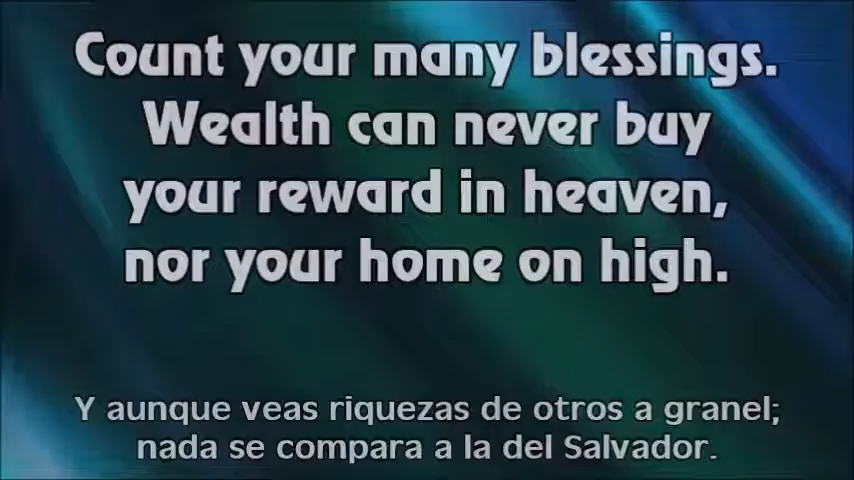 Count your many blessings.
Wealth can never buy
your reward in heaven,
nor your home on high.
Y aunque veas riquezas de otros a granel;
nada se compara a la del Salvador.